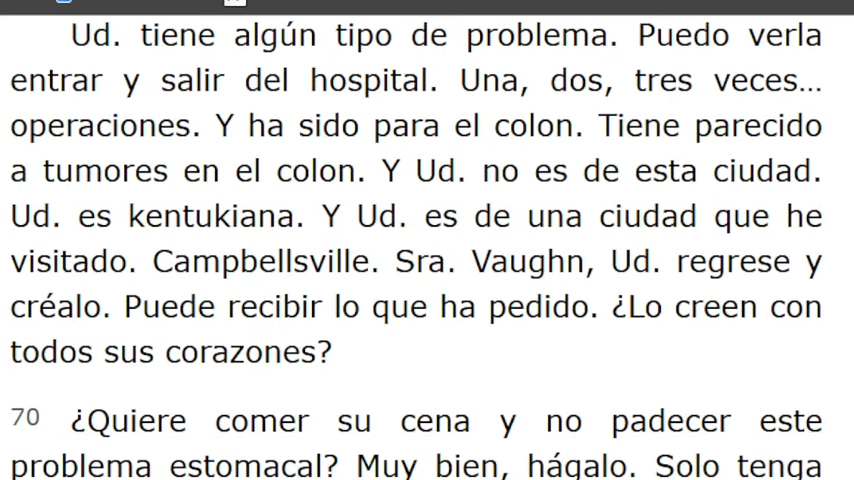 Ud. tiene algún tipo de problema. Puedo verla
entrar y salir del hospital. Una, dos, tres veces...
operaciones. Y ha sido para el colon. Tiene parecido
a tumores en el colon. Y Ud. no es de esta ciudad.
Ud. es kentukiana. Y Ud. es de una ciudad que he
visitado. Campbellsville. Sra. Vaughn, Ud. regrese y
créalo. Puede recibir lo que ha pedido. ¿Lo creen con
todos sus corazones?
70 ¿Quiere comer su cena y no padecer este
problema estomacal? Muy bien, hágalo. Solo tenga